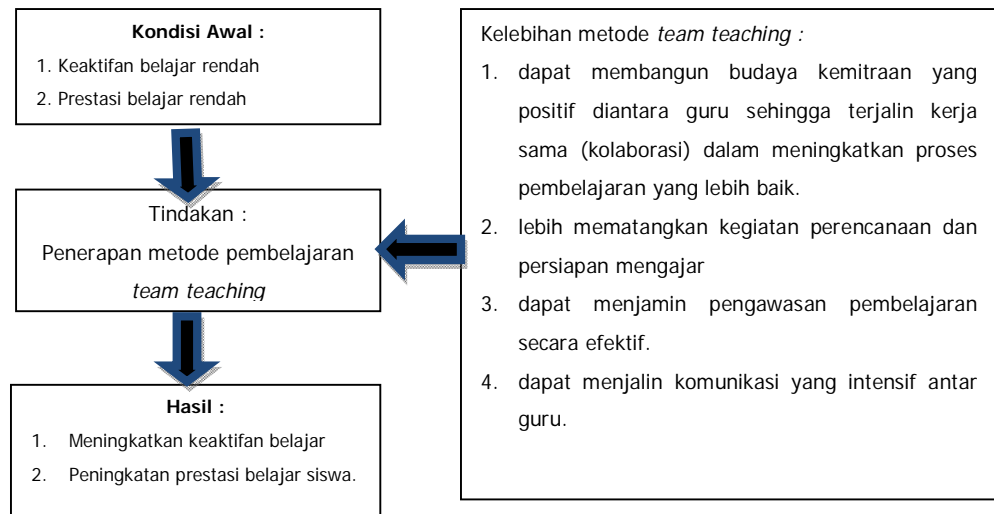 Kondisi Awal :
1. Keaktifan belajar rendah
2. Prestasi belajar rendah
Tindakan :
Penerapan metode pembelajaran
team teaching
Hasil :
1. Meningkatkan keaktifan belajar
2. Peningkatan prestasi belajar siswa.
Kelebihan metode team teaching :
1. dapat membangun budaya kemitraan yang
positif diantara guru sehingga terjalin kerja
sama (kolaborasi) dalam meningkatkan proses
pembelajaran yang lebih baik.
2. lebih mematangkan kegiatan perencanaan dan
persiapan mengajar
3. dapat menjamin pengawasan pembelajaran
secara efektif.
4. dapat menjalin komunikasi yang intensif antar
guru.